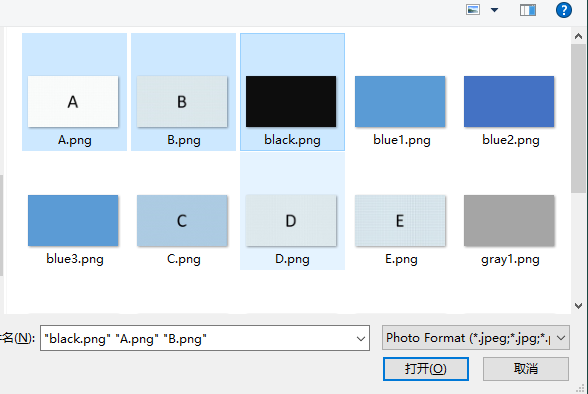 ?
A
B
A.png
B.png
black.png
blue1.png
blue2.png
C
D
E
blue3.png
C.png
D.png
E.png
gray1.png
名(N):
"black.png" "A.png" "B.png"
Photo Format (*.jpeg;*.jpg;*.
打开(O)
取消